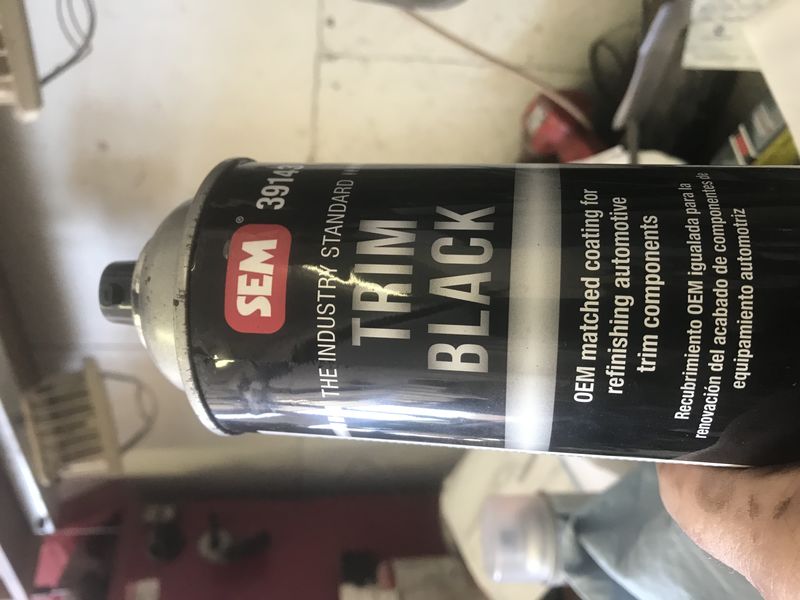 SEM® 39143
THE INDUSTRY STANDARD
TRIM
BLACK
OEM matched coating for
refinishing automotive
trim components
Recubrimiento OEM igualada para la
renovación del acabado de componentes de
equipamiento automotriz